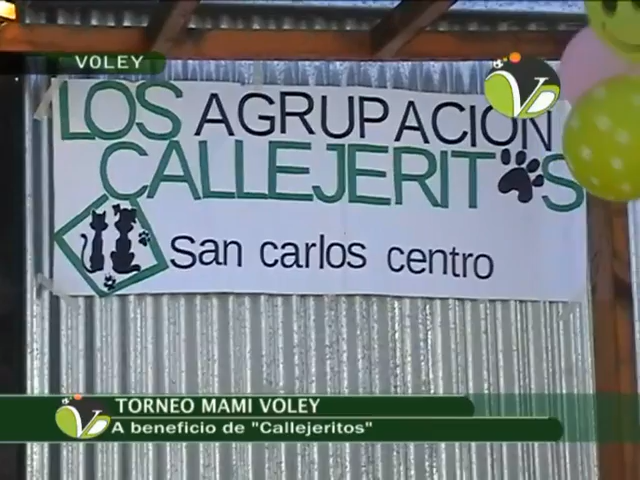 VOLEY
V
LOS AGRUPACION
CALLEJERITOS
San carlos centro
V
TORNEO MAMI VOLEY
A beneficio de "Callejeritos"